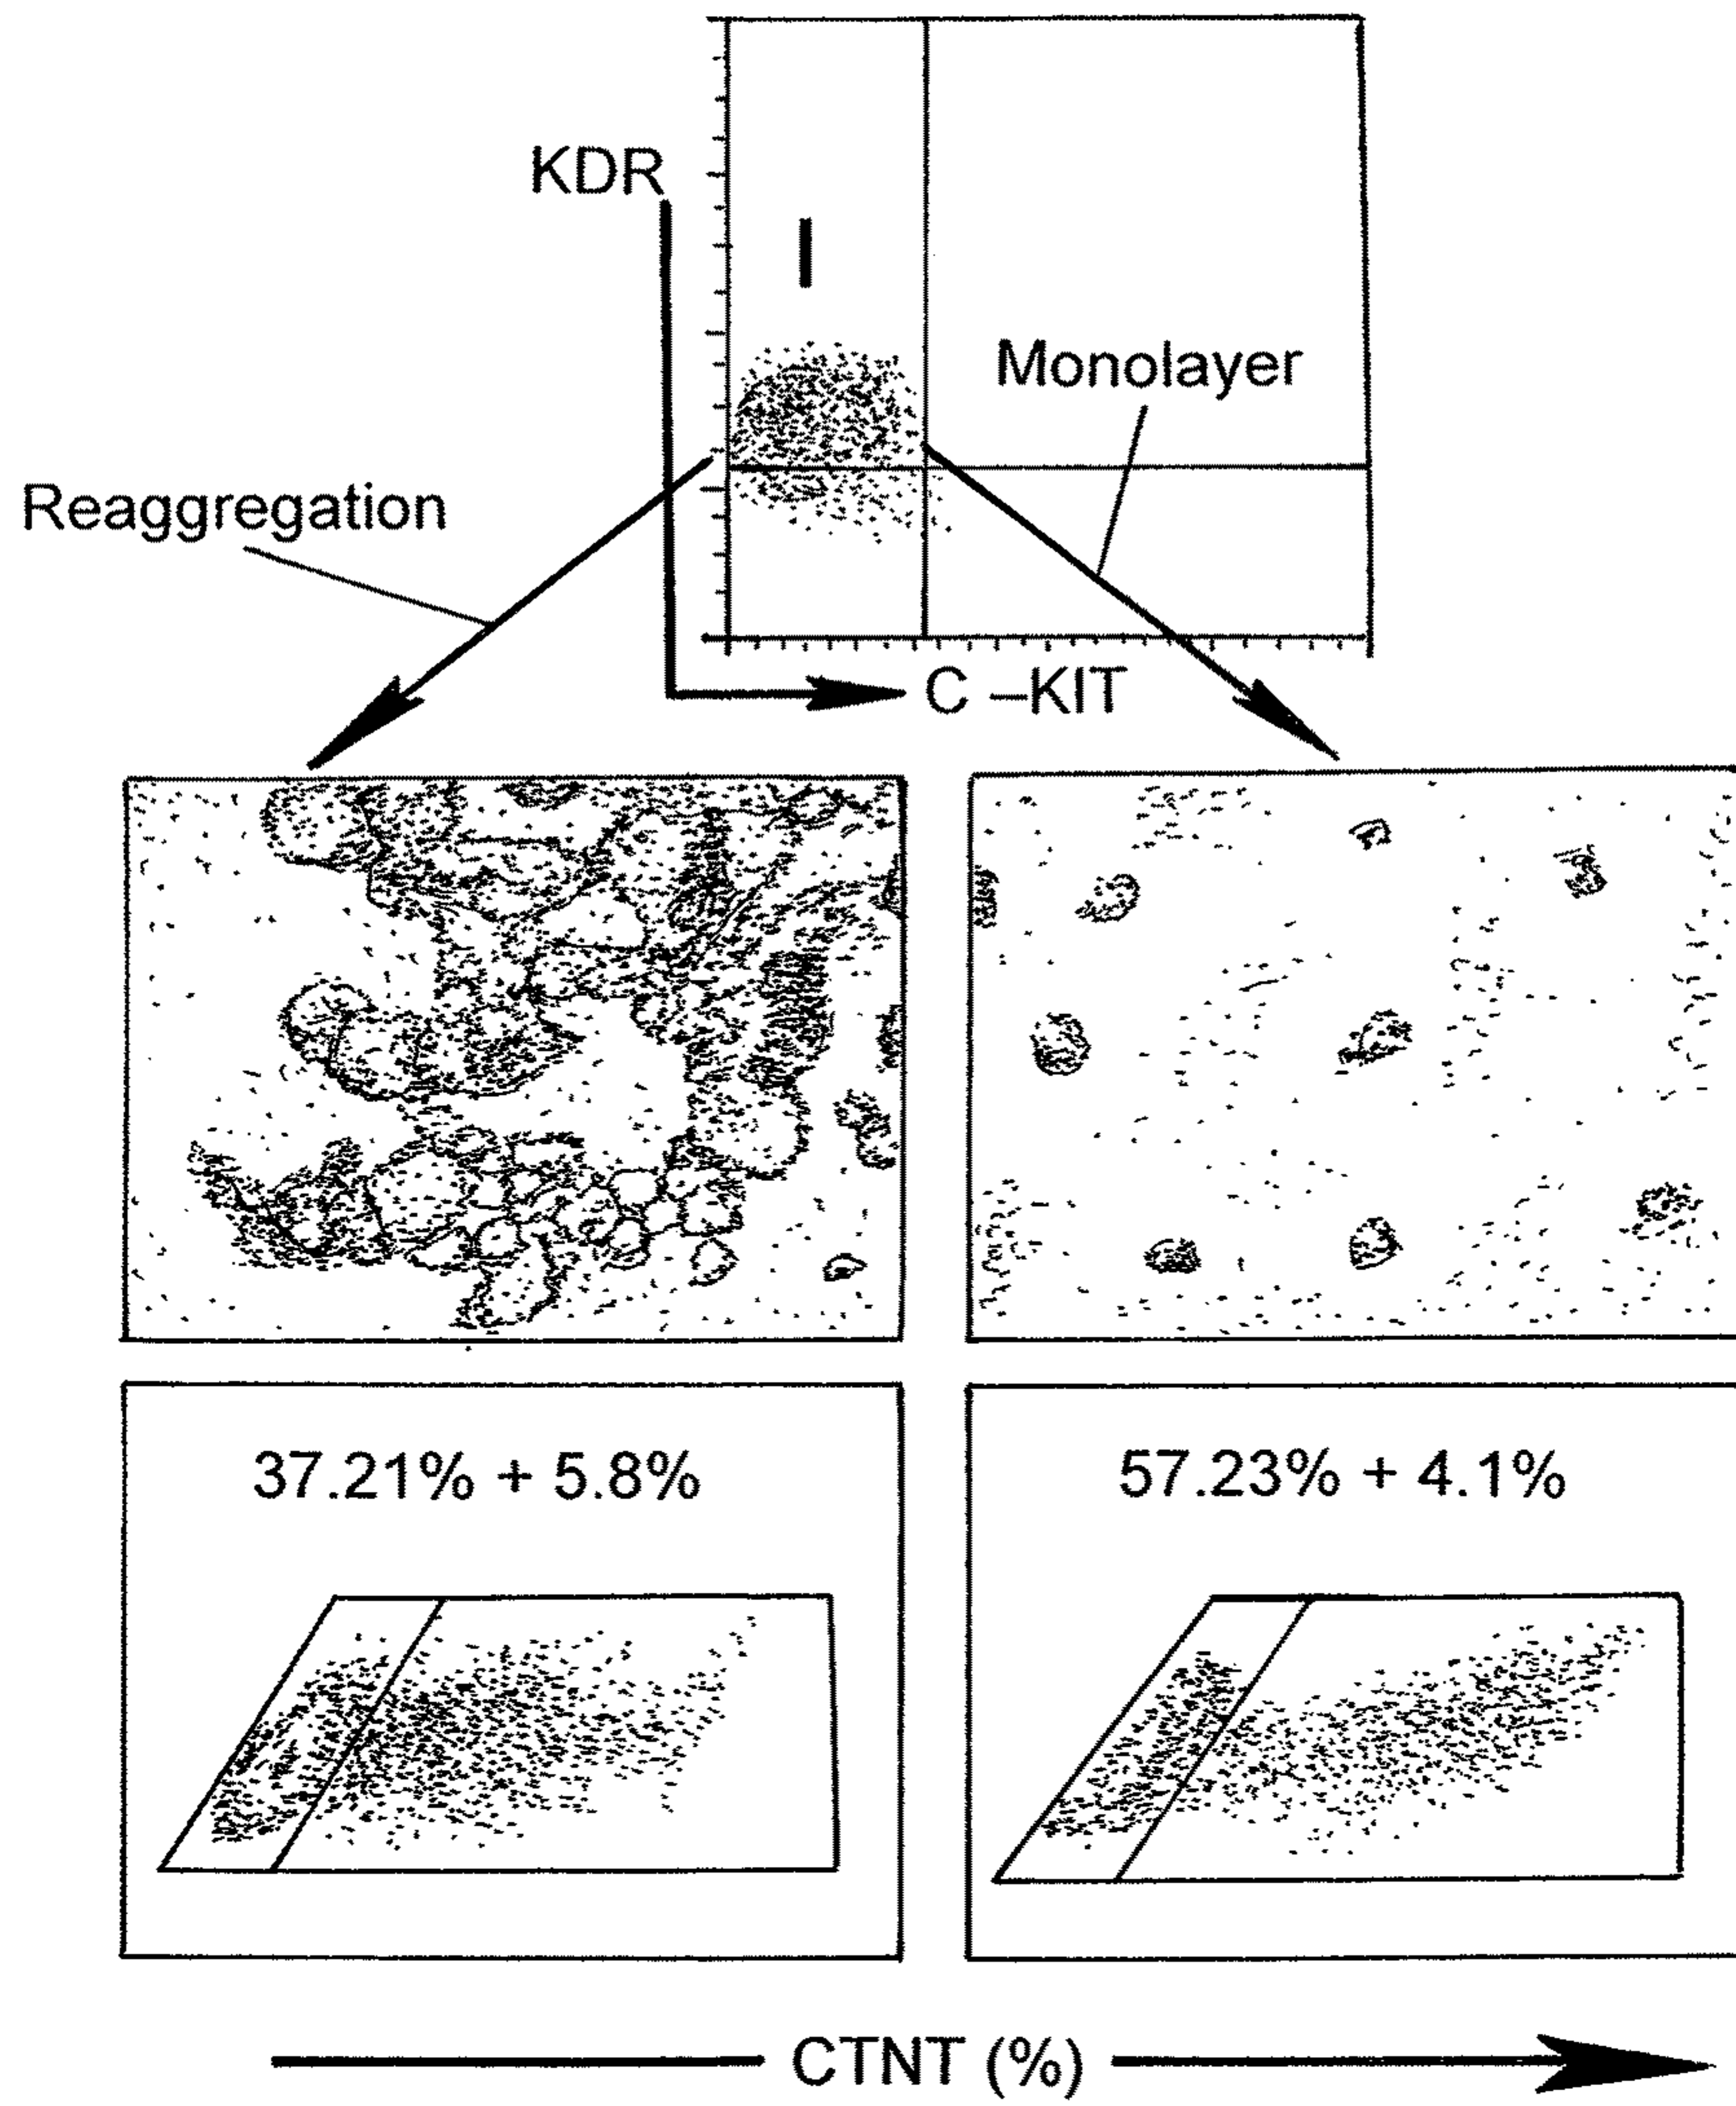 KDR
I
Monolayer
Reaggregation
C –KIT
37.21% + 5.8%
57.23% + 4.1%
CTNT (%)